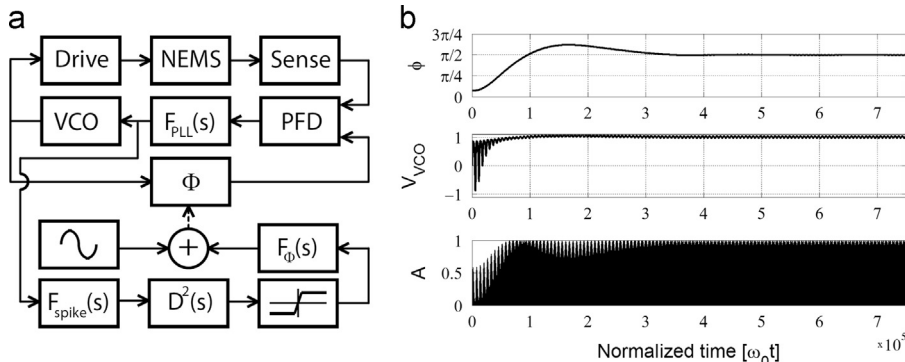 a
Drive NEMS Sense
VCO F_PLL(s) PFD
Φ
+ F_Φ(s)
F_spike(s) D²(s)
b
3π/4
π/2
π/4
0
ϕ
0 1 2 3 4 5 6 7
1
0
−1
V_VCO
0 1 2 3 4 5 6 7
1
0.5
0
A
0 1 2 3 4 5 6 7
×10⁵
Normalized time [ω₀t]